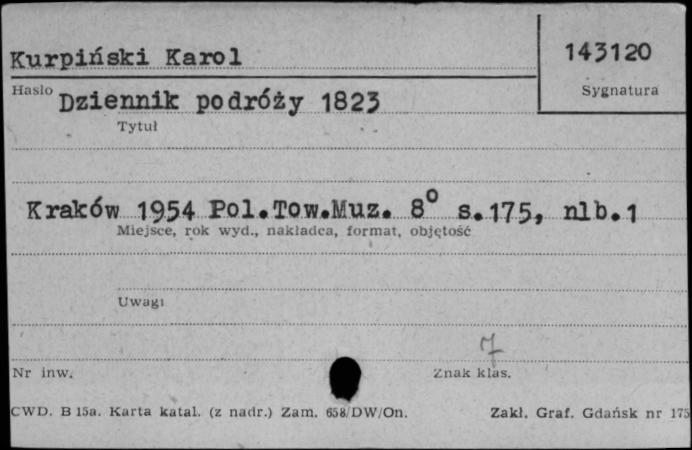 Kurpiński Karol
143120
Hasło
Sygnatura
Dziennik podróży 1823
Tytuł
Kraków 1954 Pol.Tow.Muz. 8° s.175, nlb.1
Miejsce, rok wyd., nakładca, format, objętość
Uwagi
7
Nr inw.
Znak klas.
CWD. B 15a. Karta katal. (z nadr.) Zam. 658/DW/On.
Zakł. Graf. Gdańsk nr 175